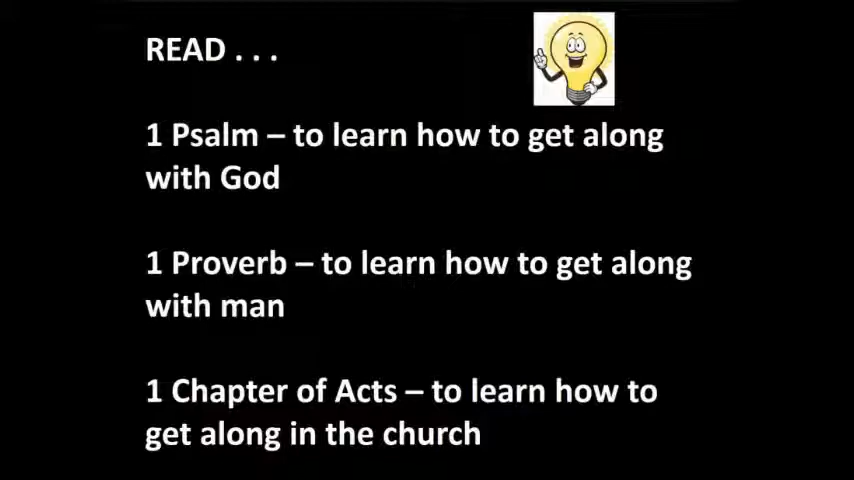 READ . . .
1 Psalm – to learn how to get along
with God
1 Proverb – to learn how to get along
with man
1 Chapter of Acts – to learn how to
get along in the church